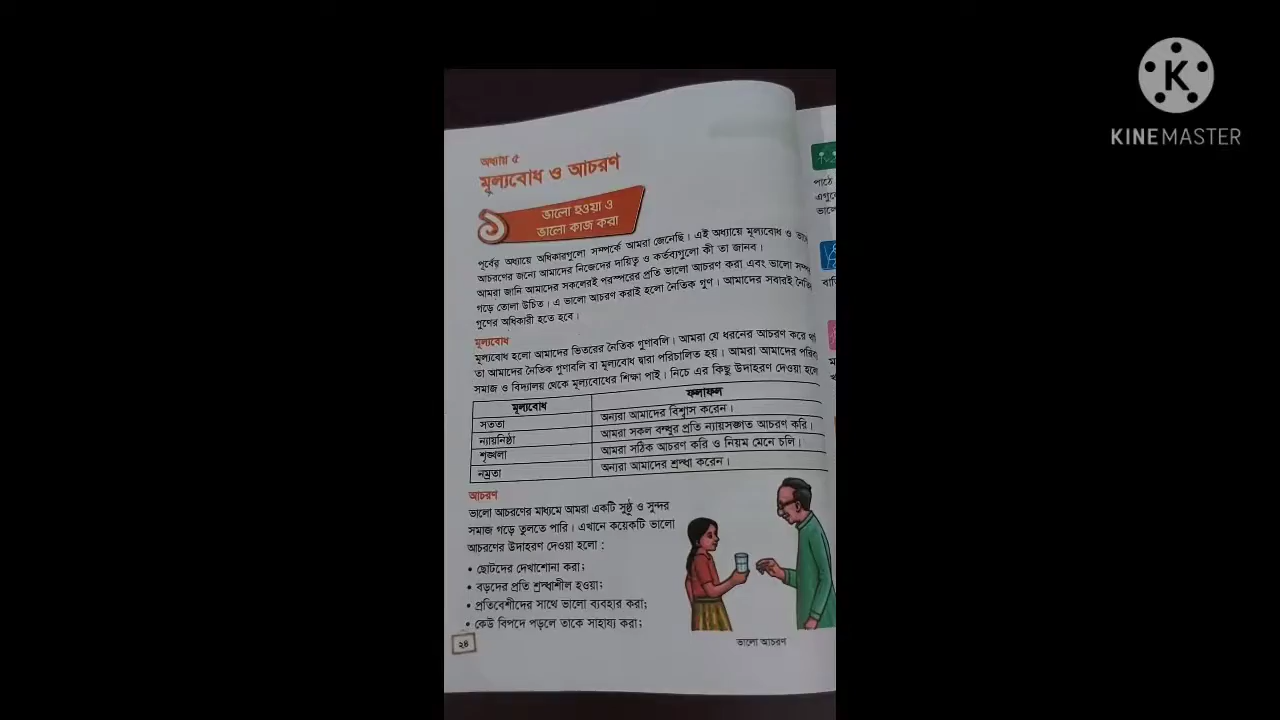 KINEMASTER
অধ্যায় ৫
মূল্যবোধ ও আচরণ
১
ভালো হওয়া ও
ভালো কাজ করা
পূর্বের অধ্যায়ে অধিকারগুলো সম্পর্কে আমরা জেনেছি। এই অধ্যায়ে মূল্যবোধ ও
আচরণের জন্যে আমাদের নিজেদের দায়িত্ব ও কর্তব্যগুলো কী তা জানব।
আমরা জানি আমাদের সকলেরই পরস্পরের প্রতি ভালো আচরণ করা এবং ভালো
গড়ে তোলা উচিত। এ ভালো আচরণ করাই হলো নৈতিক গুণ। আমাদের সবারই
গুণের অধিকারী হতে হবে।
মূল্যবোধ
মূল্যবোধ হলো আমাদের ভিতরের নৈতিক গুণাবলি। আমরা যে ধরনের আচরণ করে
তা আমাদের নৈতিক গুণাবলি বা মূল্যবোধ দ্বারা পরিচালিত হয়। আমরা আমাদের
সমাজ ও বিদ্যালয় থেকে মূল্যবোধের শিক্ষা পাই। নিচে এর কিছু উদাহরণ দেওয়া হলো
মূল্যবোধ ফলাফল
সততা অন্যরা আমাদের বিশ্বাস করেন।
ন্যায়নিষ্ঠা আমরা সকল বন্ধুর প্রতি ন্যায়সঙ্গত আচরণ করি।
শৃঙ্খলা আমরা সঠিক আচরণ করি ও নিয়ম মেনে চলি।
নম্রতা অন্যরা আমাদের শ্রদ্ধা করেন।
আচরণ
ভালো আচরণের মাধ্যমে আমরা একটি সুষ্ঠু ও সুন্দর
সমাজ গড়ে তুলতে পারি। এখানে কয়েকটি ভালো
আচরণের উদাহরণ দেওয়া হলো :
• ছোটদের দেখাশোনা করা;
• বড়দের প্রতি শ্রদ্ধাশীল হওয়া;
• প্রতিবেশীদের সাথে ভালো ব্যবহার করা;
• কেউ বিপদে পড়লে তাকে সাহায্য করা;
ভালো আচরণ
২৪
পাঠে